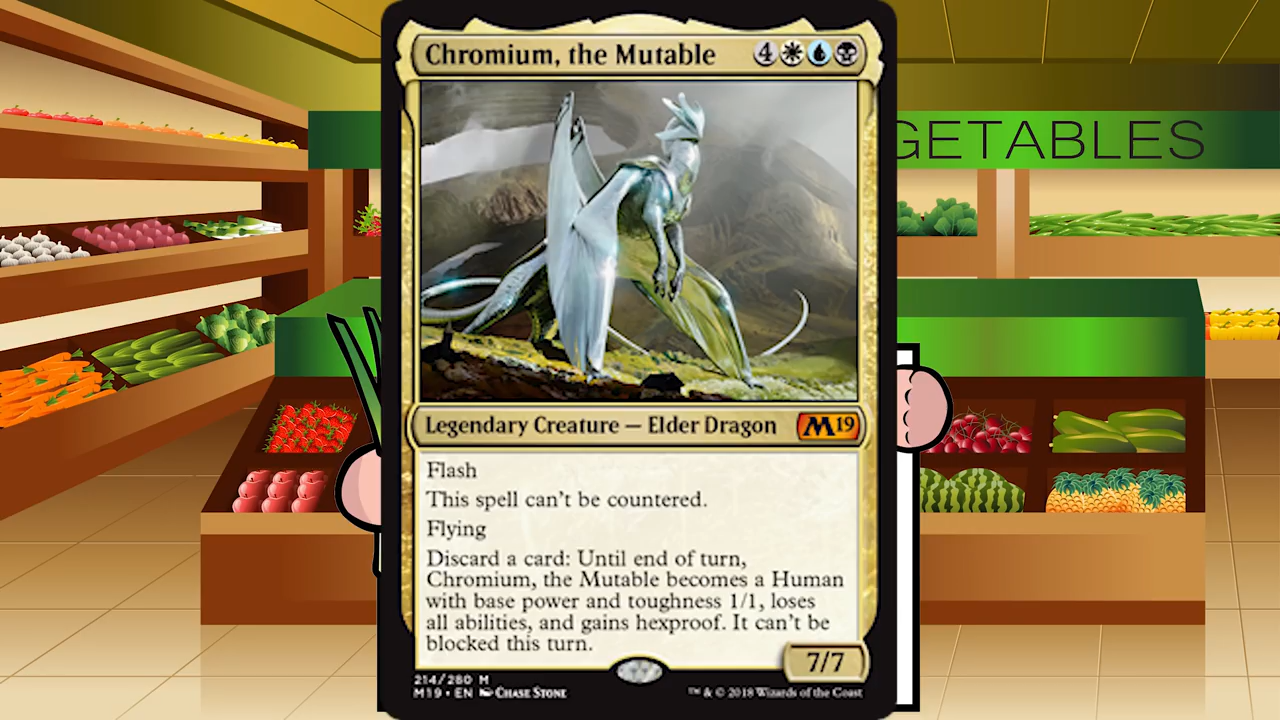 Chromium, the Mutable 4
GETABLES
Legendary Creature — Elder Dragon M19
Flash
This spell can't be countered.
Flying
Discard a card: Until end of turn,
Chromium, the Mutable becomes a Human
with base power and toughness 1/1, loses
all abilities, and gains hexproof. It can't be
blocked this turn.
7/7
214/280 M
M19 • EN Chase Stone
™ & © 2018 Wizards of the Coast